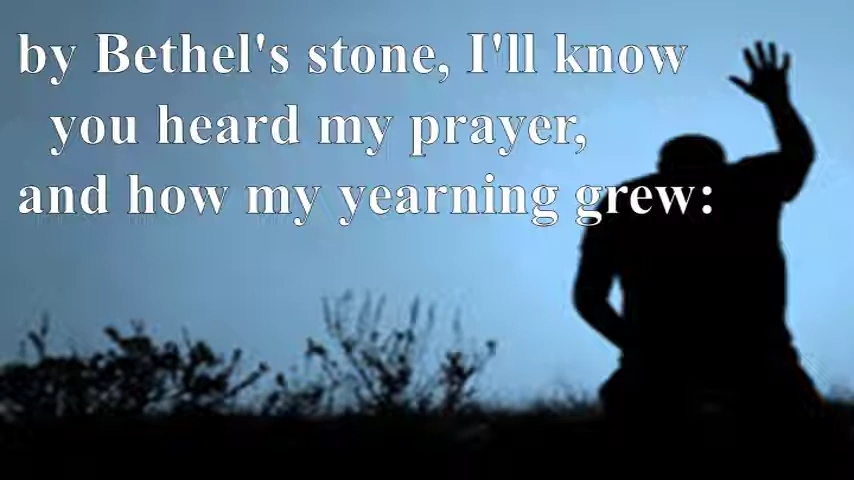 by Bethel's stone, I'll know
you heard my prayer,
and how my yearning grew: